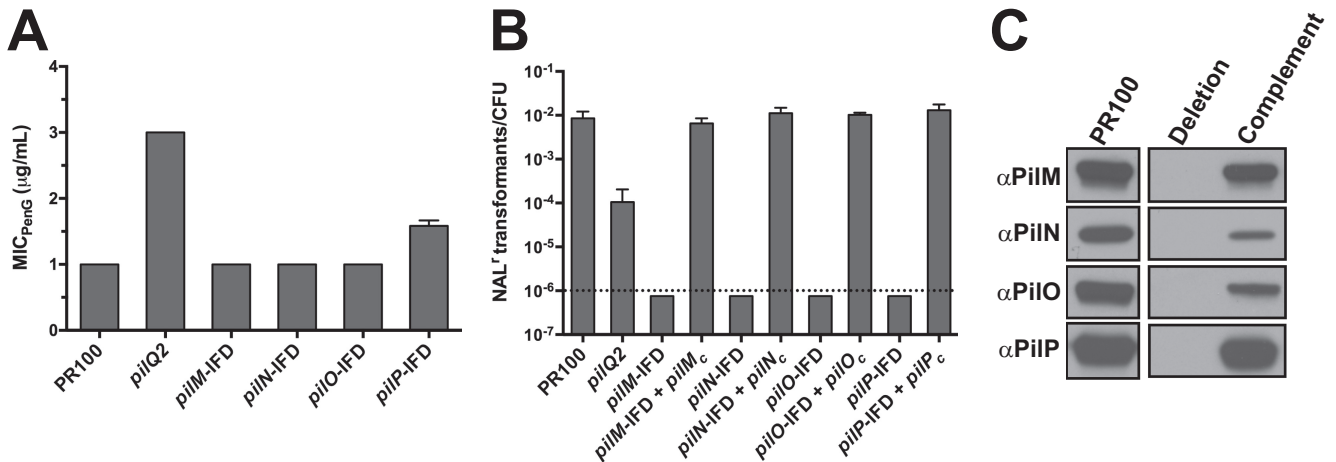 A
4
3
2
1
0
MIC_PenG (µg/mL)
PR100
pilQ2
pilM-IFD
pilN-IFD
pilO-IFD
pilP-IFD
B
10⁻¹
10⁻²
10⁻³
10⁻⁴
10⁻⁵
10⁻⁶
10⁻⁷
NALʳ transformants/CFU
PR100
pilQ2
pilM-IFD
pilM-IFD + pilM_c
pilN-IFD
pilN-IFD + pilN_c
pilO-IFD
pilO-IFD + pilO_c
pilP-IFD
pilP-IFD + pilP_c
C
PR100
Deletion
Complement
αPilM
αPilN
αPilO
αPilP